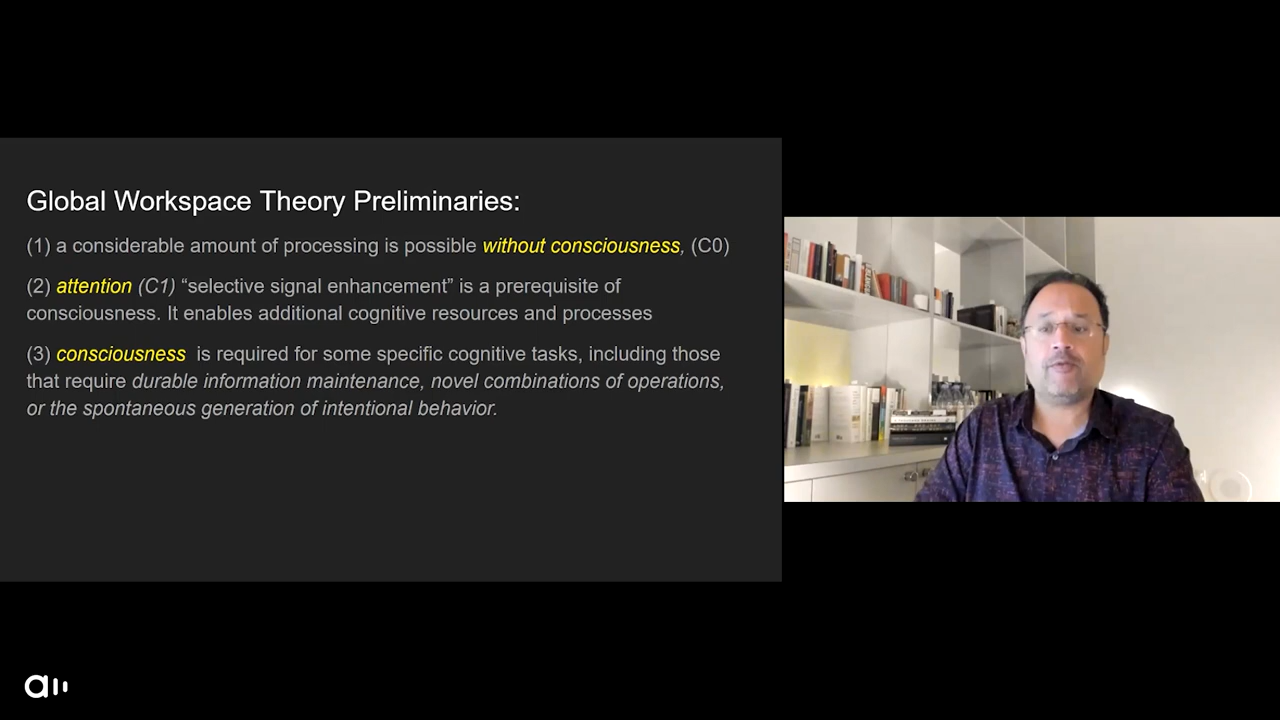 Global Workspace Theory Preliminaries:
(1) a considerable amount of processing is possible without consciousness, (C0)
(2) attention (C1) “selective signal enhancement” is a prerequisite of
consciousness. It enables additional cognitive resources and processes
(3) consciousness is required for some specific cognitive tasks, including those
that require durable information maintenance, novel combinations of operations,
or the spontaneous generation of intentional behavior.